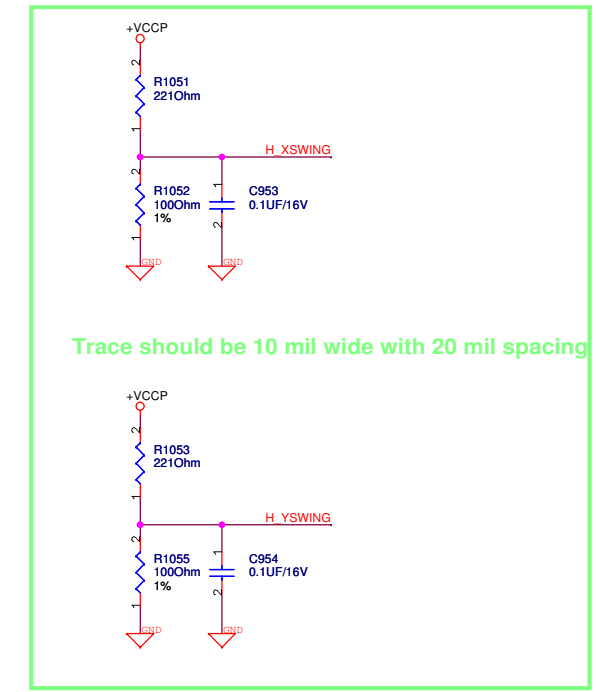 +VCCP
2
R1051
221Ohm
1
H_XSWING
2
R1052
100Ohm
1%
1
1
C953
0.1UF/16V
2
GND
GND
Trace should be 10 mil wide with 20 mil spacing
+VCCP
2
R1053
221Ohm
1
H_YSWING
2
R1055
100Ohm
1%
1
1
C954
0.1UF/16V
2
GND
GND